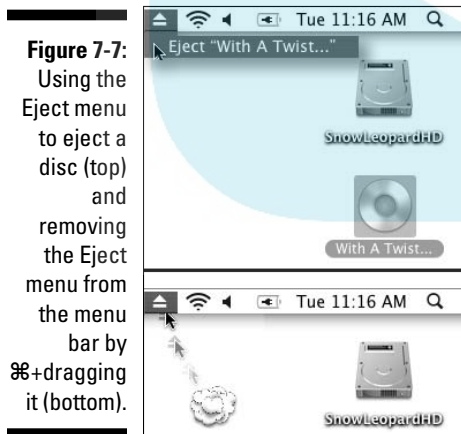 Figure 7-7:
Using the
Eject menu
to eject a
disc (top)
and
removing
the Eject
menu from
the menu
bar by
⌘+dragging
it (bottom).
Tue 11:16 AM
Eject “With A Twist...”
SnowLeopardHD
With A Twist...
Tue 11:16 AM
SnowLeopardHD